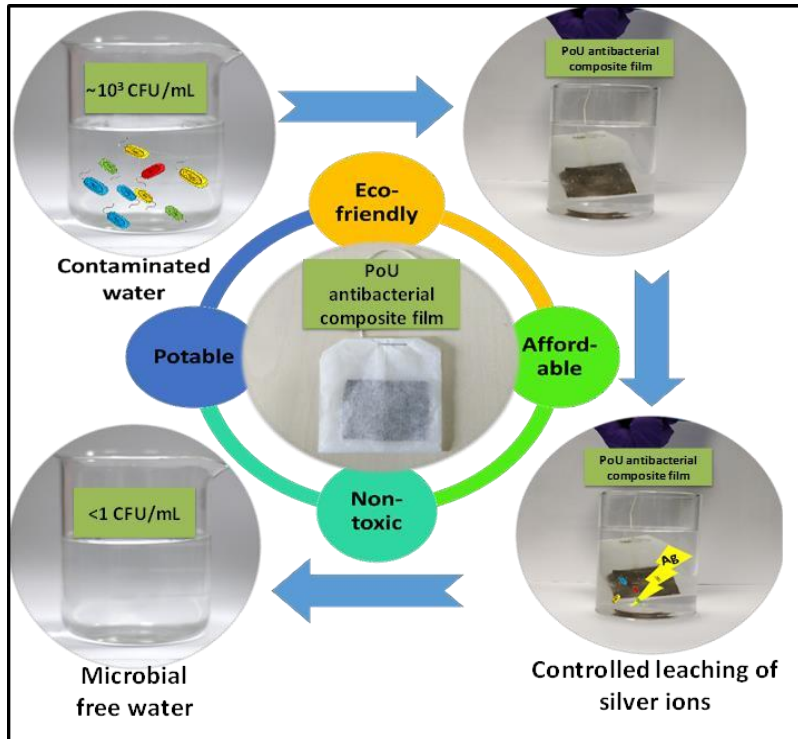 ~10³ CFU/mL
Contaminated
water
PoU antibacterial
composite film
Eco-
friendly
PoU
antibacterial
composite film
Potable
Afford-
able
Non-
toxic
PoU antibacterial
composite film
Ag
Controlled leaching of
silver ions
<1 CFU/mL
Microbial
free water